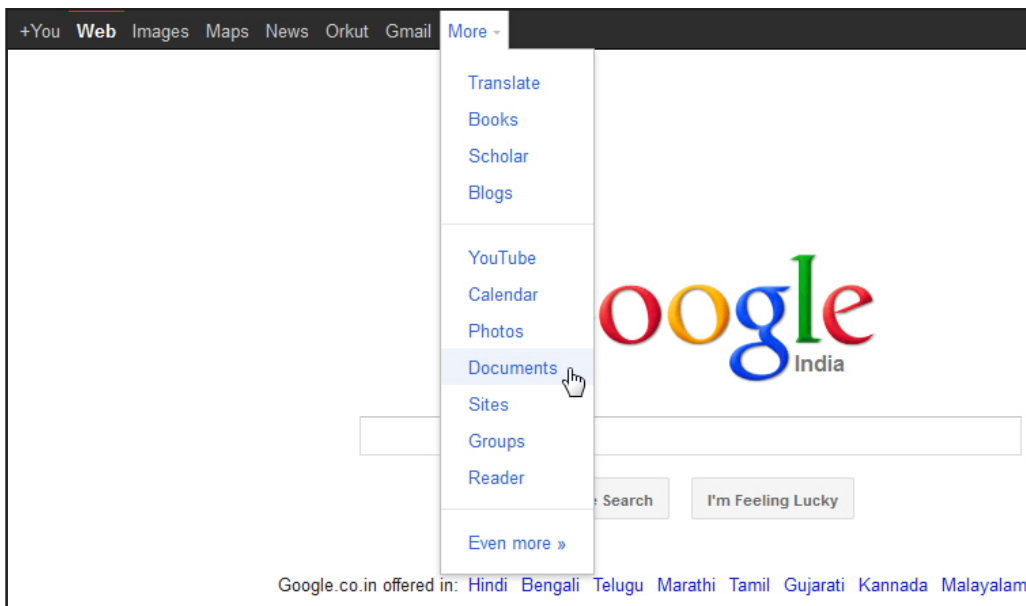 +You Web Images Maps News Orkut Gmail More
Translate
Books
Scholar
Blogs
YouTube
Calendar
Photos
Documents
Sites
Groups
Reader
Even more »
oogle
India
Search
I'm Feeling Lucky
Google.co.in offered in: Hindi Bengali Telugu Marathi Tamil Gujarati Kannada Malayalam